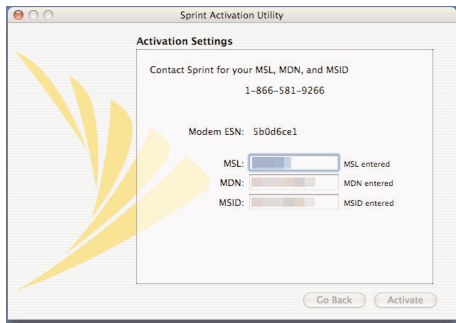 Sprint Activation Utility
Activation Settings
Contact Sprint for your MSL, MDN, and MSID
1-866-581-9266
Modem ESN: 5b0d6ce1
MSL: MSL entered
MDN: MDN entered
MSID: MSID entered
Go Back Activate